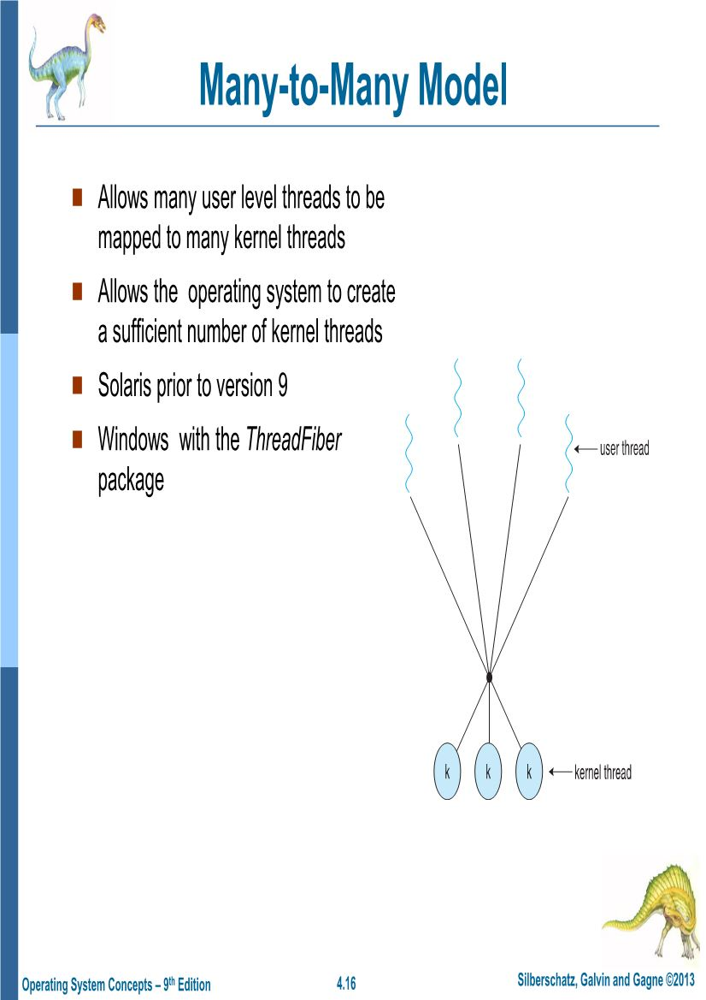 Many-to-Many Model
Allows many user level threads to be
mapped to many kernel threads
Allows the  operating system to create
a sufficient number of kernel threads
Solaris prior to version 9
Windows  with the ThreadFiber
package
user thread
k k k
kernel thread
Operating System Concepts – 9th Edition
4.16
Silberschatz, Galvin and Gagne ©2013